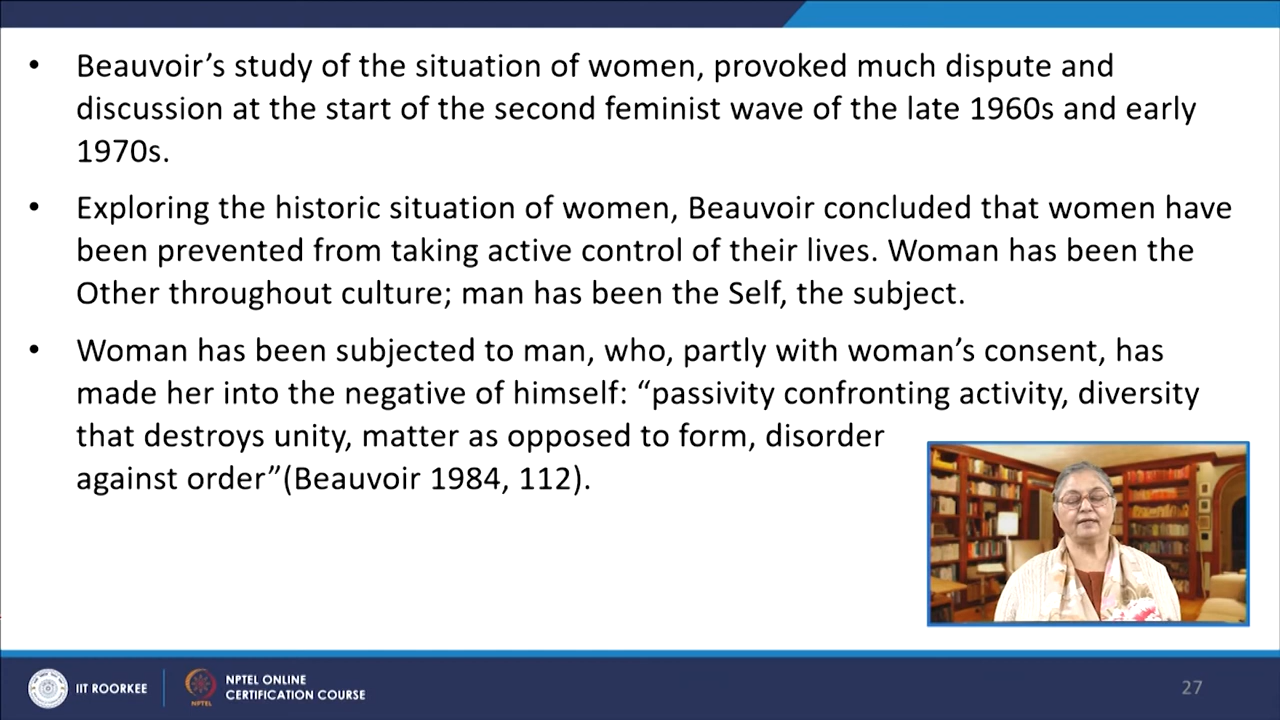 • Beauvoir’s study of the situation of women, provoked much dispute and
discussion at the start of the second feminist wave of the late 1960s and early
1970s.
• Exploring the historic situation of women, Beauvoir concluded that women have
been prevented from taking active control of their lives. Woman has been the
Other throughout culture; man has been the Self, the subject.
• Woman has been subjected to man, who, partly with woman’s consent, has
made her into the negative of himself: “passivity confronting activity, diversity
that destroys unity, matter as opposed to form, disorder
against order”(Beauvoir 1984, 112).
IIT ROORKEE
NPTEL
NPTEL ONLINE
CERTIFICATION COURSE
27